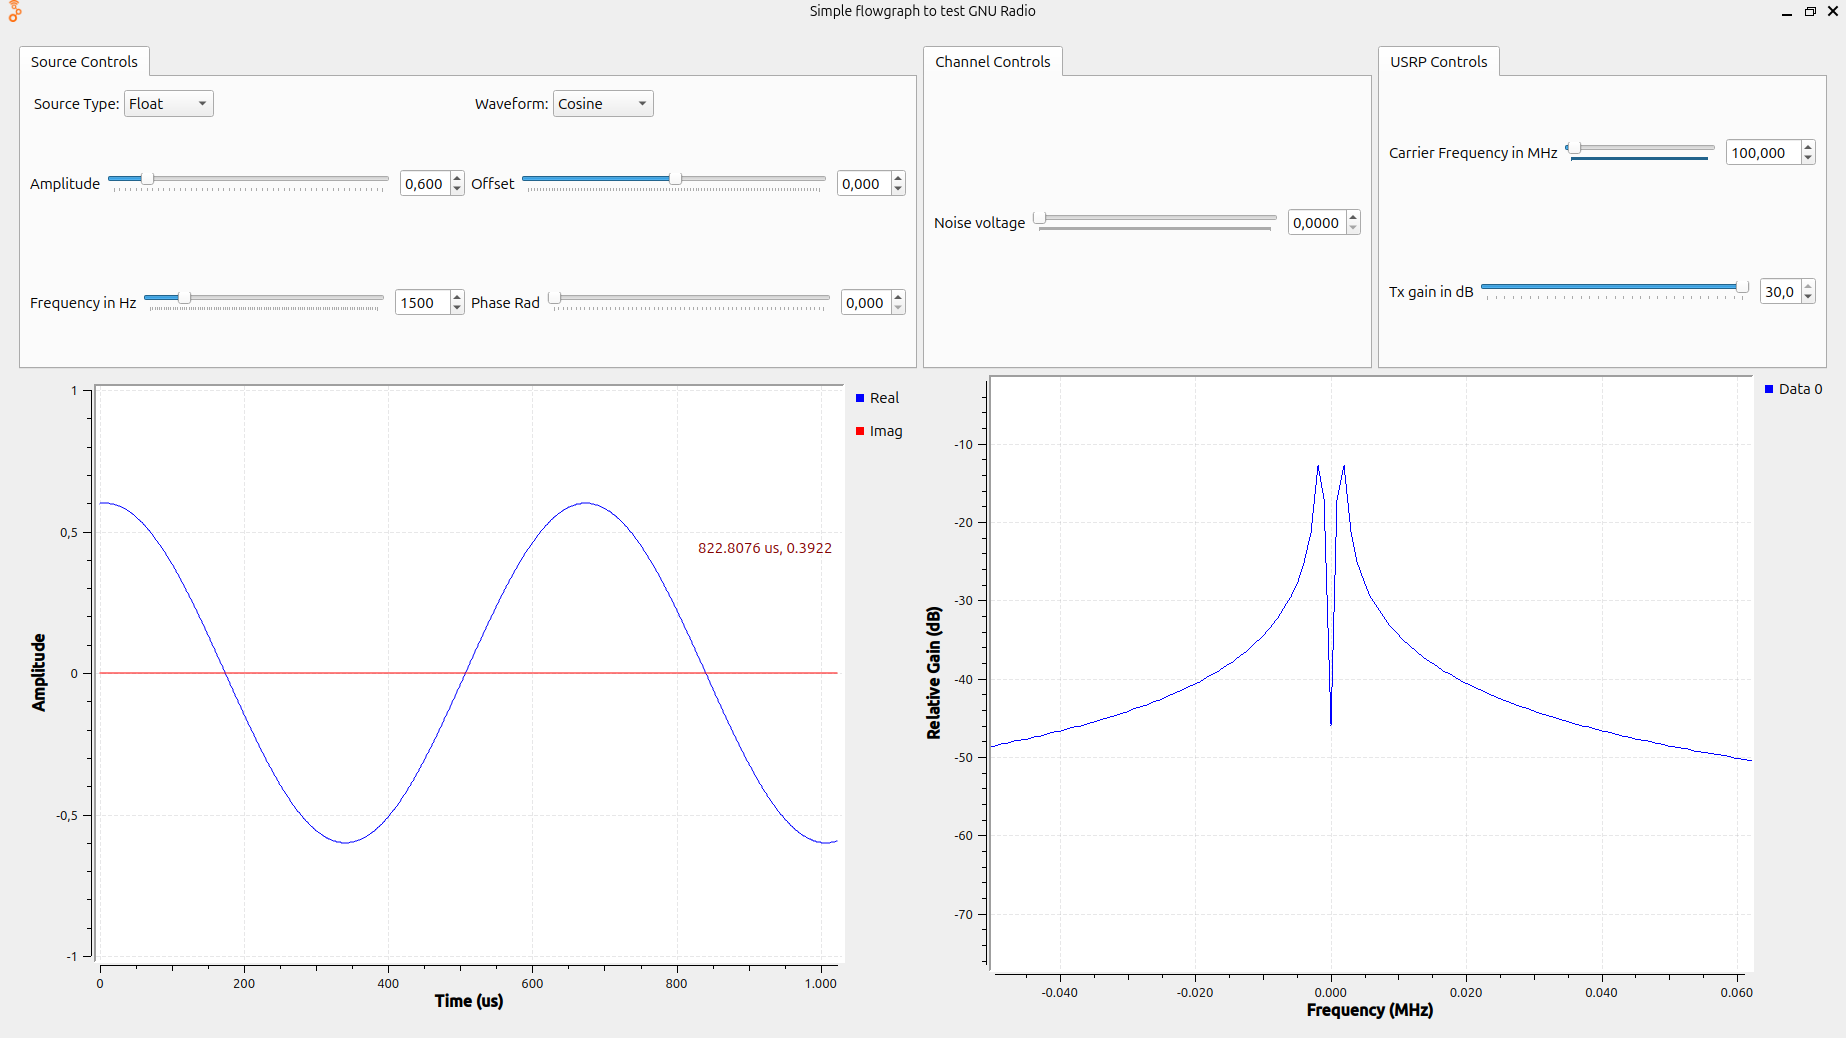 Simple flowgraph to test GNU Radio
Source Controls
Source Type: Float
Waveform: Cosine
Amplitude 0,600
Offset 0,000
Frequency in Hz 1500
Phase Rad 0,000
Channel Controls
Noise voltage 0,0000
USRP Controls
Carrier Frequency in MHz 100,000
Tx gain in dB 30,0
1
0,5
0
-0,5
-1
Amplitude
822.8076 us, 0.3922
0 200 400 600 800 1.000
Time (us)
Real
Imag
-10
-20
-30
-40
-50
-60
-70
Relative Gain (dB)
-0.040 -0.020 0.000 0.020 0.040 0.060
Frequency (MHz)
Data 0